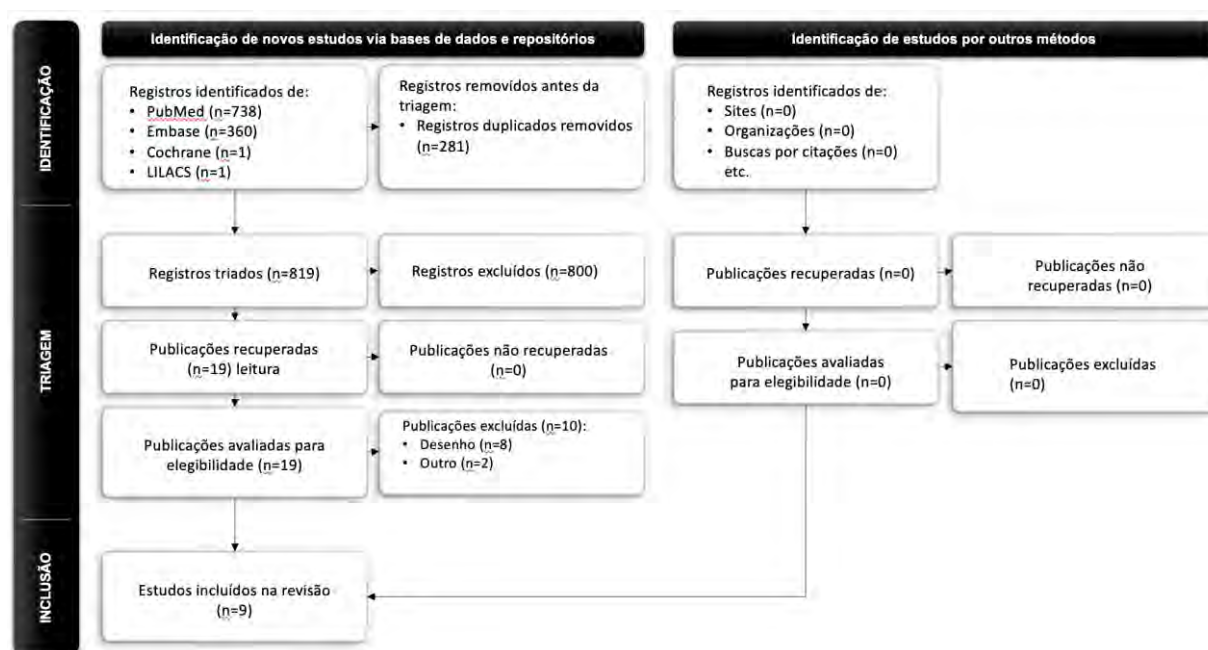 Identificação de novos estudos via bases de dados e repositórios
Identificação de estudos por outros métodos
IDENTIFICAÇÃO
Registros identificados de:
• PubMed (n=738)
• Embase (n=360)
• Cochrane (n=1)
• LILACS (n=1)
Registros removidos antes da
triagem:
• Registros duplicados removidos
(n=281)
Registros identificados de:
• Sites (n=0)
• Organizações (n=0)
• Buscas por citações (n=0)
etc.
TRIAGEM
Registros triados (n=819)
Registros excluídos (n=800)
Publicações recuperadas (n=0)
Publicações não
recuperadas (n=0)
Publicações recuperadas
(n=19) leitura
Publicações não recuperadas
(n=0)
Publicações avaliadas
para elegibilidade (n=0)
Publicações excluídas
(n=0)
Publicações avaliadas para
elegibilidade (n=19)
Publicações excluídas (n=10):
• Desenho (n=8)
• Outro (n=2)
INCLUSÃO
Estudos incluídos na revisão
(n=9)